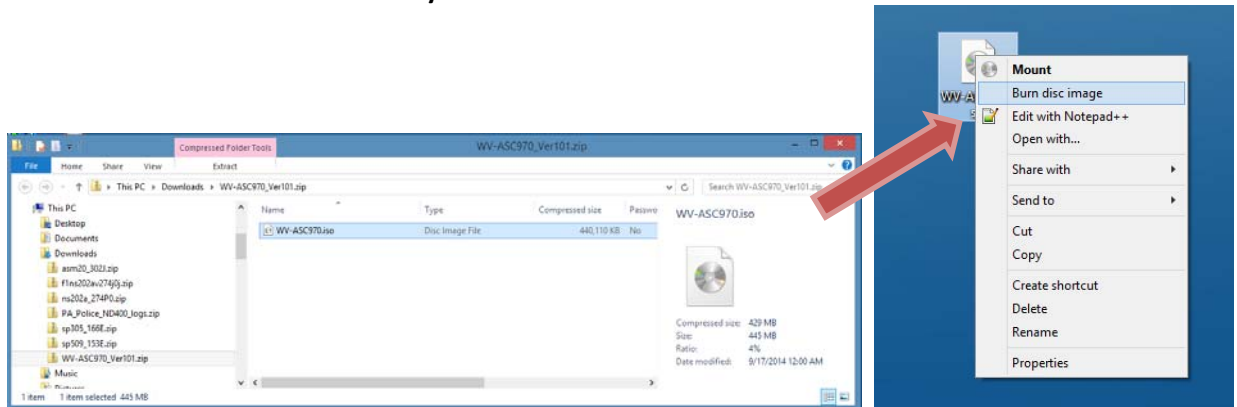 Compressed Folder Tools
WV-ASC970_Ver101.zip
File Home Share View Extract
This PC Downloads WV-ASC970_Ver101.zip
Search WV-ASC970_Ver101.zip
This PC
Desktop
Documents
Downloads
asm20_302J.zip
f1ns202av274j0j.zip
ns202a_274P0.zip
PA_Police_ND400_logs.zip
sp305_166E.zip
sp509_153E.zip
WV-ASC970_Ver101.zip
Music
Name Type Compressed size Passwo
WV-ASC970.iso Disc Image File 440,110 KB No
WV-ASC970.iso
Compressed size: 429 MB
Size: 445 MB
Ratio: 4%
Date modified: 9/17/2014 12:00 AM
1 item 1 item selected 445 MB
WV-A
Mount
Burn disc image
Edit with Notepad++
Open with...
Share with
Send to
Cut
Copy
Create shortcut
Delete
Rename
Properties